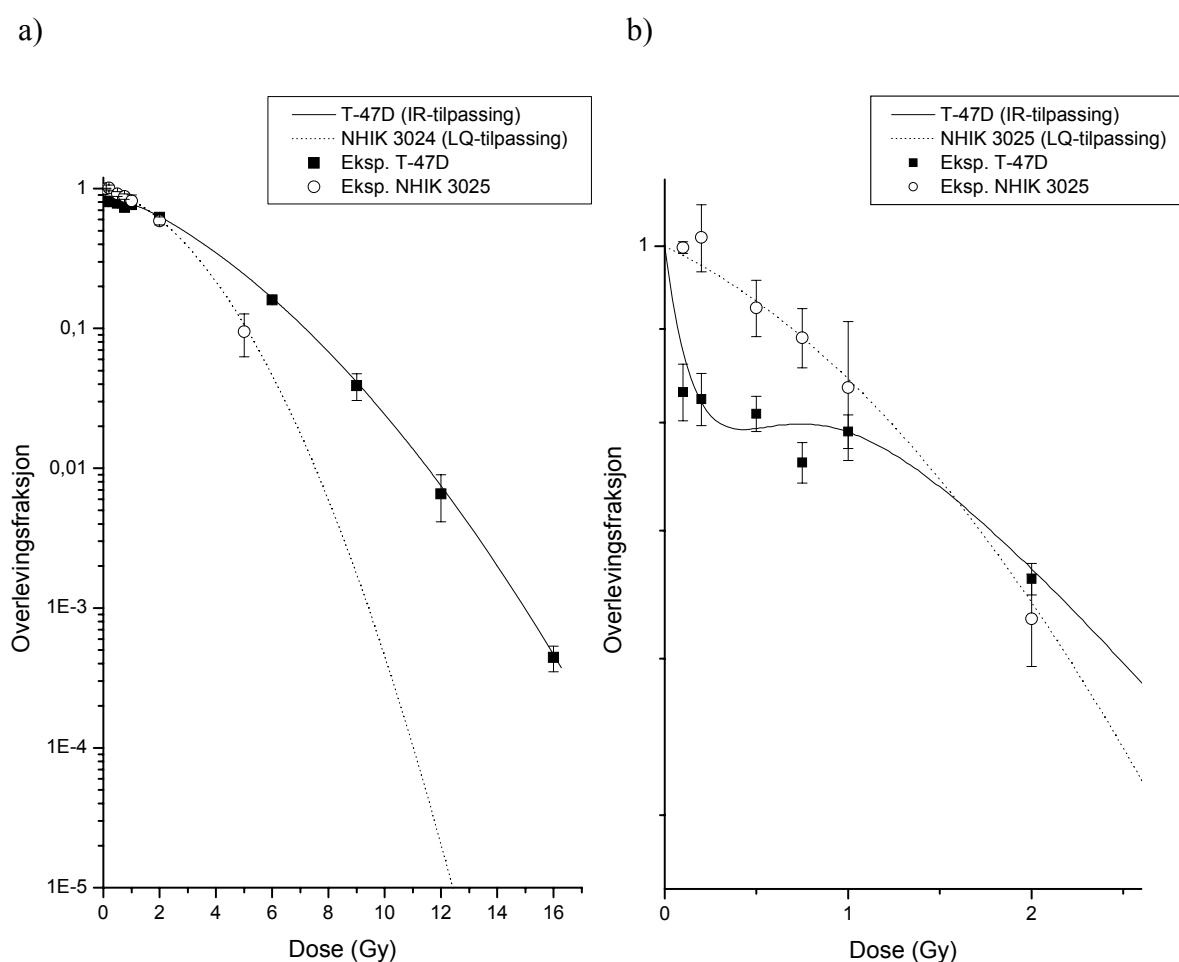 a)
T-47D (IR-tilpassing)
NHIK 3024 (LQ-tilpassing)
Eksp. T-47D
Eksp. NHIK 3025
1
0,1
0,01
1E-3
1E-4
1E-5
Overlevingsfraksjon
0 2 4 6 8 10 12 14 16
Dose (Gy)
b)
T-47D (IR-tilpassing)
NHIK 3025 (LQ-tilpassing)
Eksp. T-47D
Eksp. NHIK 3025
1
Overlevingsfraksjon
0 1 2
Dose (Gy)